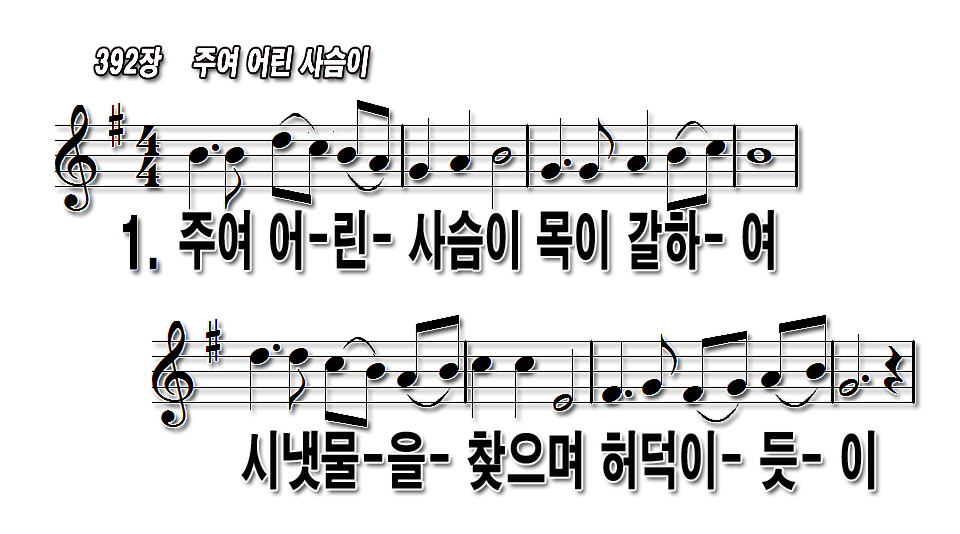 392장 주여 어린 사슴이
1. 주여 어-린- 사슴이 목이 갈하- 여
시냇물-을- 찾으며 허덕이- 듯- 이